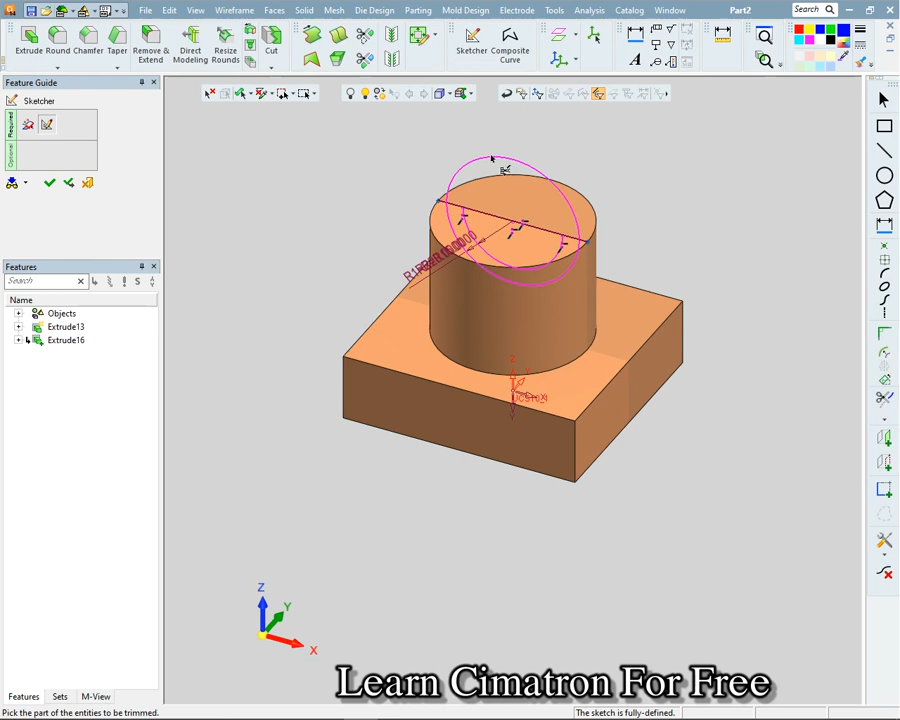 File Edit View Wireframe Faces Solid Mesh Die Design Parting Mold Design Electrode Tools Analysis Catalog Window Part2 Search
Extrude Round Chamfer Taper Remove & Extend Direct Modeling Resize Rounds Cut Sketcher Composite Curve
Feature Guide
Sketcher
Required
Optional
Features
Search
S
Name
Objects
Extrude13
Extrude16
Z
Y
X
Z
Y
X
Learn Cimatron For Free
Features Sets M-View
Pick the part of the entities to be trimmed. The sketch is fully-defined.